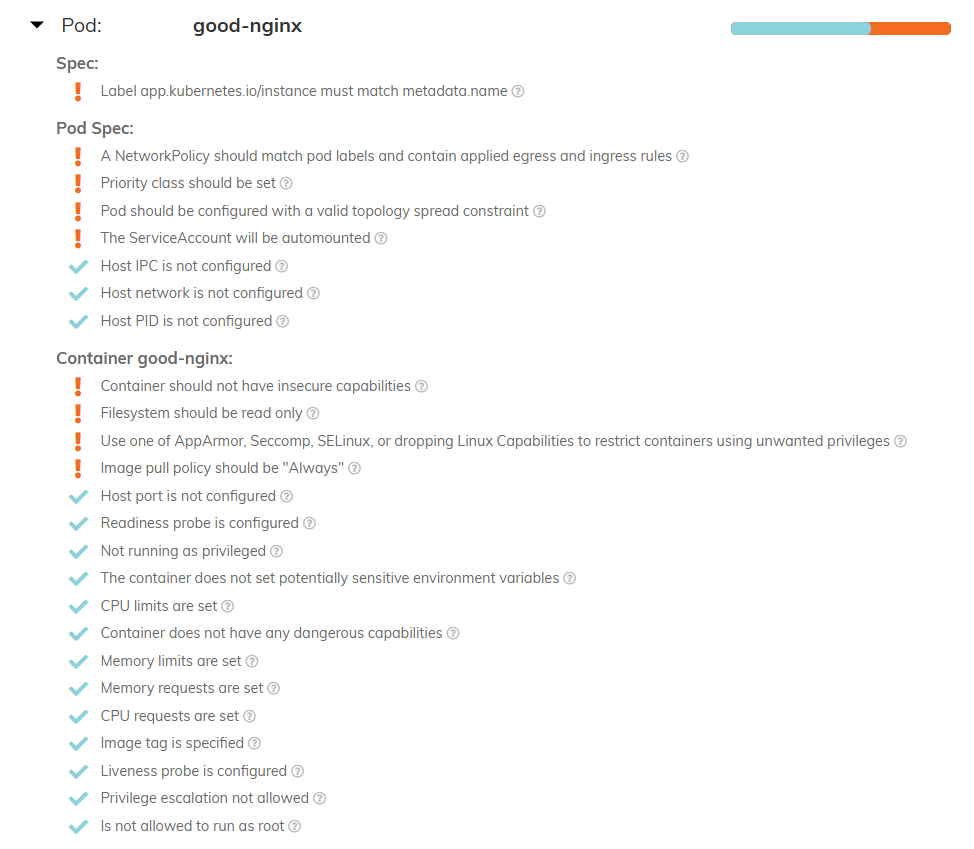 Pod: good-nginx
Spec:
Label app.kubernetes.io/instance must match metadata.name
Pod Spec:
A NetworkPolicy should match pod labels and contain applied egress and ingress rules
Priority class should be set
Pod should be configured with a valid topology spread constraint
The ServiceAccount will be automounted
Host IPC is not configured
Host network is not configured
Host PID is not configured
Container good-nginx:
Container should not have insecure capabilities
Filesystem should be read only
Use one of AppArmor, Seccomp, SELinux, or dropping Linux Capabilities to restrict containers using unwanted privileges
Image pull policy should be "Always"
Host port is not configured
Readiness probe is configured
Not running as privileged
The container does not set potentially sensitive environment variables
CPU limits are set
Container does not have any dangerous capabilities
Memory limits are set
Memory requests are set
CPU requests are set
Image tag is specified
Liveness probe is configured
Privilege escalation not allowed
Is not allowed to run as root